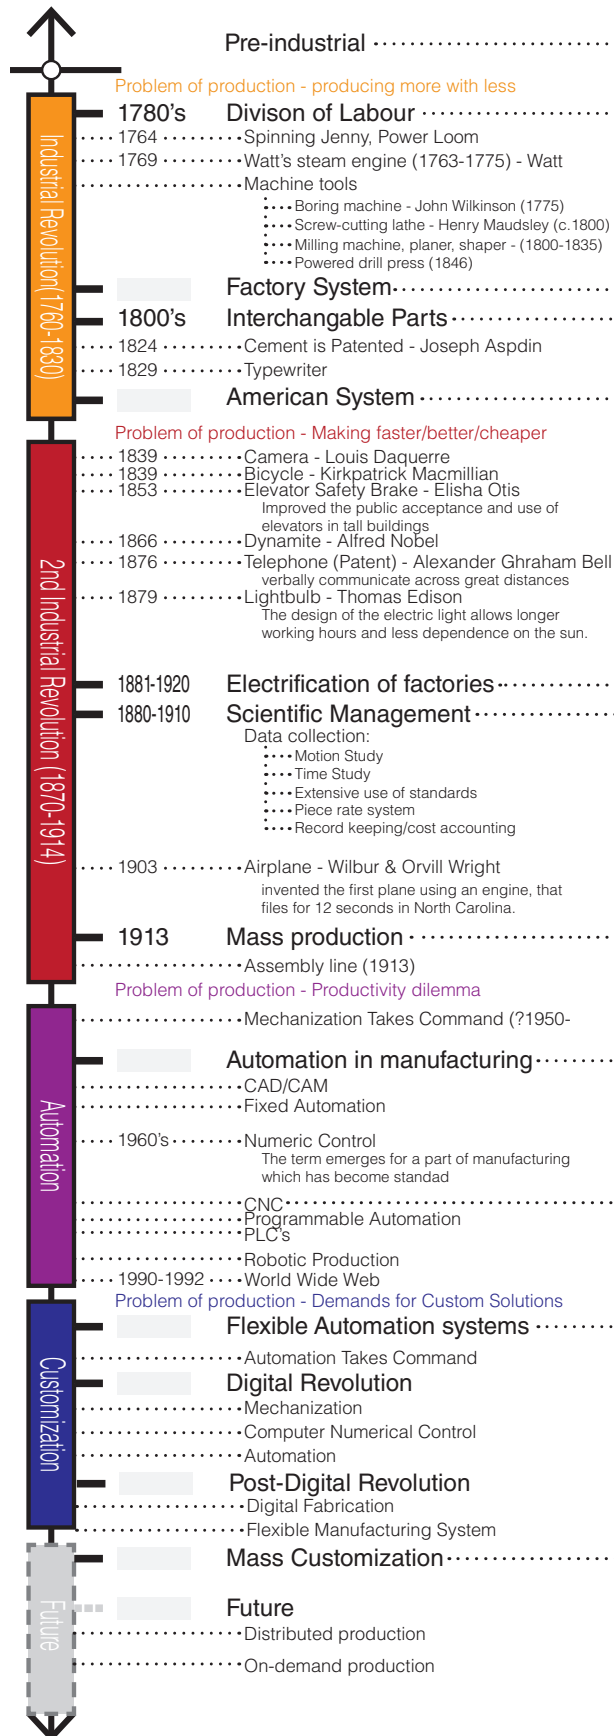 Pre-industrial
Problem of production - producing more with less
1780's Divison of Labour
1764 Spinning Jenny, Power Loom
1769 Watt's steam engine (1763-1775) - Watt
Machine tools
Boring machine - John Wilkinson (1775)
Screw-cutting lathe - Henry Maudsley (c.1800)
Milling machine, planer, shaper - (1800-1835)
Powered drill press (1846)
Industrial Revolution(1760-1830)
Factory System
1800's Interchangable Parts
1824 Cement is Patented - Joseph Aspdin
1829 Typewriter
American System
Problem of production - Making faster/better/cheaper
1839 Camera - Louis Daquerre
1839 Bicycle - Kirkpatrick Macmillian
1853 Elevator Safety Brake - Elisha Otis
Improved the public acceptance and use of
elevators in tall buildings
1866 Dynamite - Alfred Nobel
1876 Telephone (Patent) - Alexander Ghraham Bell
verbally communicate across great distances
1879 Lightbulb - Thomas Edison
The design of the electric light allows longer
working hours and less dependence on the sun.
2nd Industrial Revolution (1870-1914)
1881-1920 Electrification of factories
1880-1910 Scientific Management
Data collection:
Motion Study
Time Study
Extensive use of standards
Piece rate system
Record keeping/cost accounting
1903 Airplane - Wilbur & Orvill Wright
invented the first plane using an engine, that
files for 12 seconds in North Carolina.
1913 Mass production
Assembly line (1913)
Problem of production - Productivity dilemma
Mechanization Takes Command (?1950-
Automation in manufacturing
CAD/CAM
Fixed Automation
Automation
1960's Numeric Control
The term emerges for a part of manufacturing
which has become standad
CNC
Programmable Automation
PLC's
Robotic Production
1990-1992 World Wide Web
Problem of production - Demands for Custom Solutions
Flexible Automation systems
Automation Takes Command
Customization
Digital Revolution
Mechanization
Computer Numerical Control
Automation
Post-Digital Revolution
Digital Fabrication
Flexible Manufacturing System
Mass Customization
Future
Future
Distributed production
On-demand production